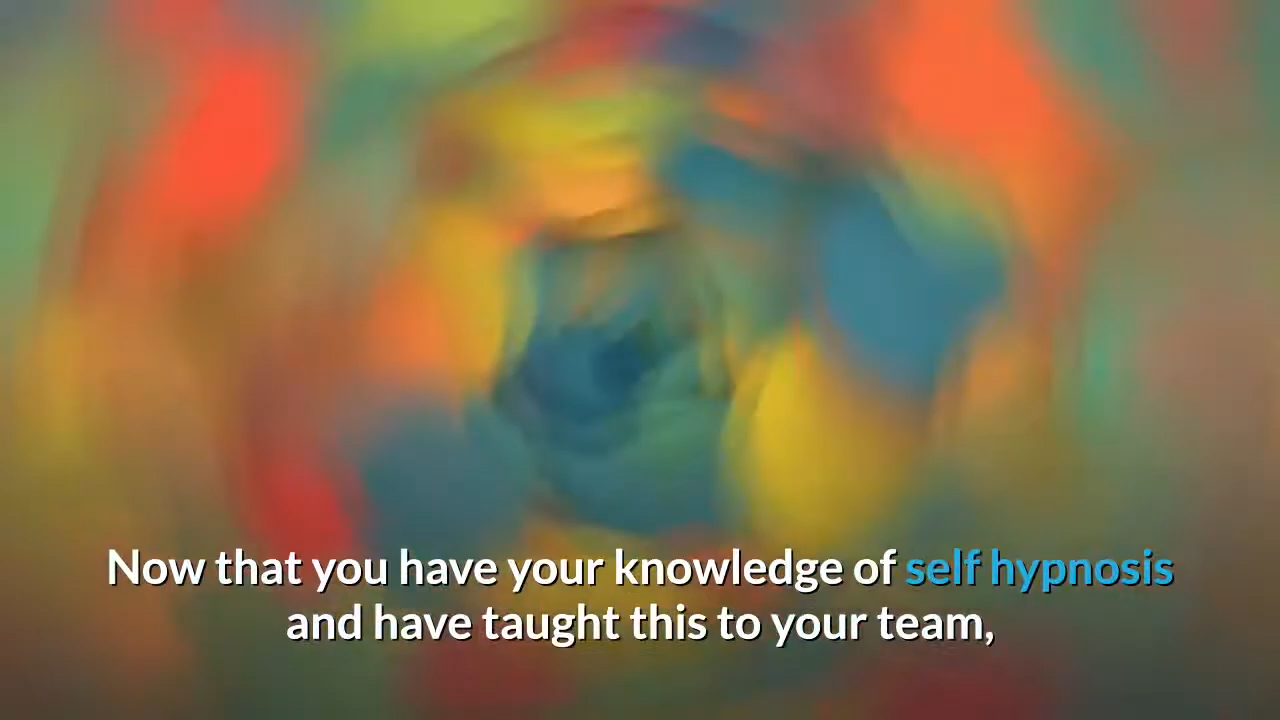 Now that you have your knowledge of self hypnosis
and have taught this to your team,